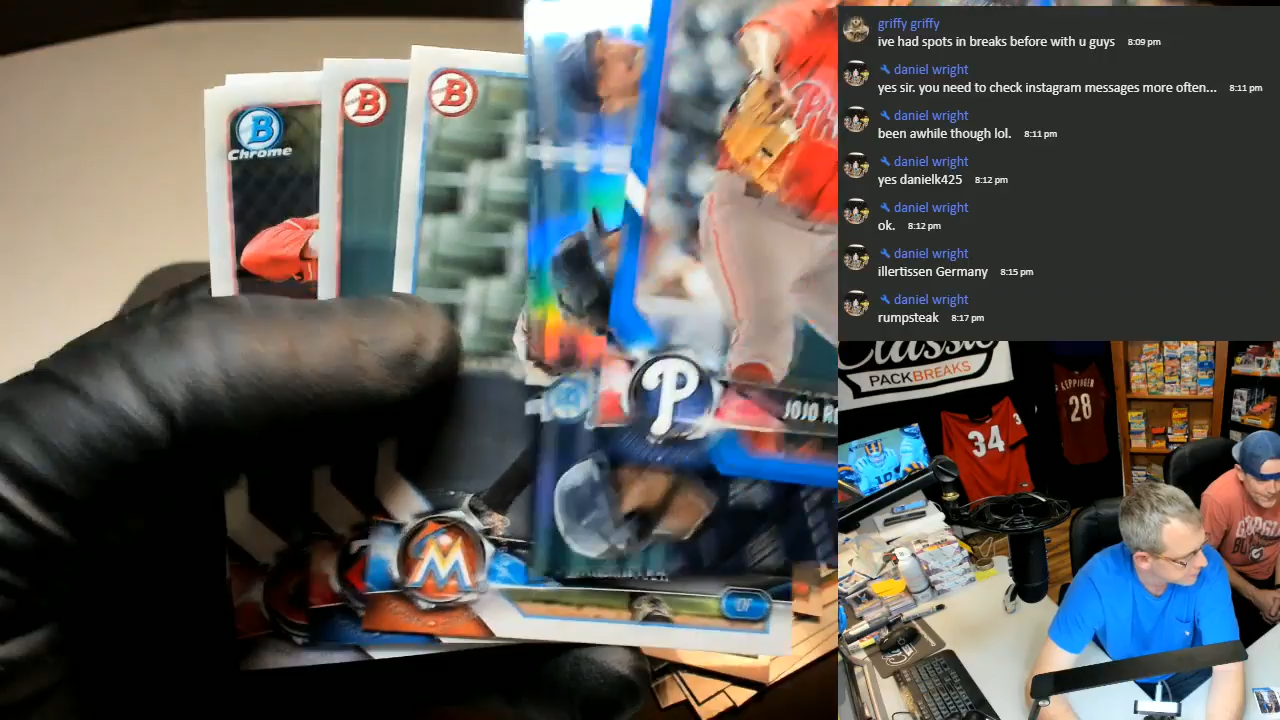 griffy griffy
ive had spots in breaks before with u guys 8:09 pm
daniel wright
yes sir. you need to check instagram messages more often... 8:11 pm
daniel wright
been awhile though lol. 8:11 pm
daniel wright
yes danielk425 8:12 pm
daniel wright
ok. 8:12 pm
daniel wright
illertissen Germany 8:15 pm
daniel wright
rumpsteak 8:17 pm
B
Chrome
B
B
P
JOJO
M
OF
Classic
PACKBREAKS
34
LEPPINGER
28
GEORGIA